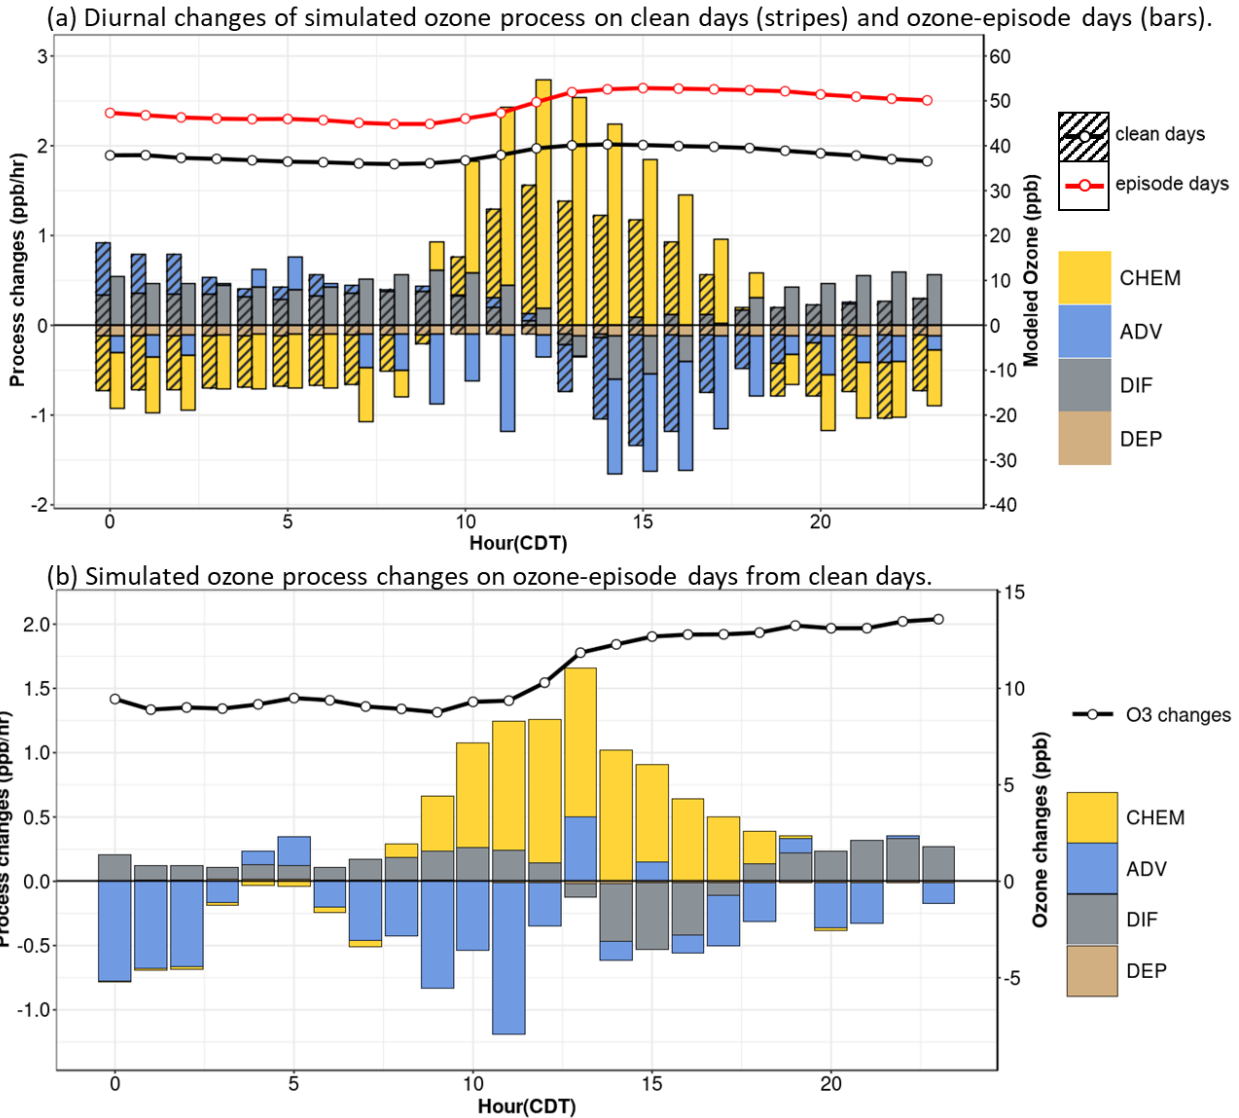 (a) Diurnal changes of simulated ozone process on clean days (stripes) and ozone-episode days (bars).
3
2
1
0
-1
-2
Process changes (ppb/hr)
60
50
40
30
20
10
0
-10
-20
-30
-40
Modeled Ozone (ppb)
0 5 10 15 20
Hour(CDT)
clean days
episode days
CHEM
ADV
DIF
DEP
(b) Simulated ozone process changes on ozone-episode days from clean days.
2.0
1.5
1.0
0.5
0.0
-0.5
-1.0
Process changes (ppb/hr)
15
10
5
0
-5
Ozone changes (ppb)
0 5 10 15 20
Hour(CDT)
O3 changes
CHEM
ADV
DIF
DEP